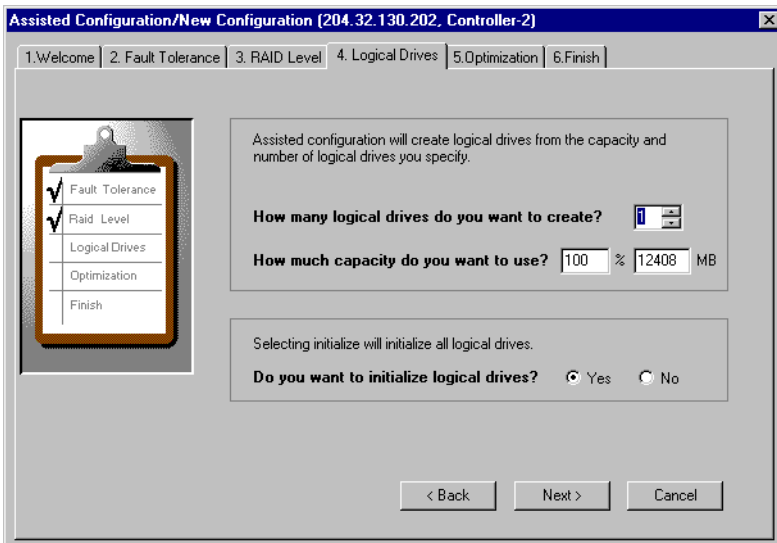 Assisted Configuration/New Configuration (204.32.130.202, Controller-2)
1.Welcome 2. Fault Tolerance 3. RAID Level 4. Logical Drives 5.Optimization 6.Finish
Fault Tolerance
Raid Level
Logical Drives
Optimization
Finish
Assisted configuration will create logical drives from the capacity and
number of logical drives you specify.
How many logical drives do you want to create? 1
How much capacity do you want to use? 100 % 12408 MB
Selecting initialize will initialize all logical drives.
Do you want to initialize logical drives? Yes No
< Back Next > Cancel